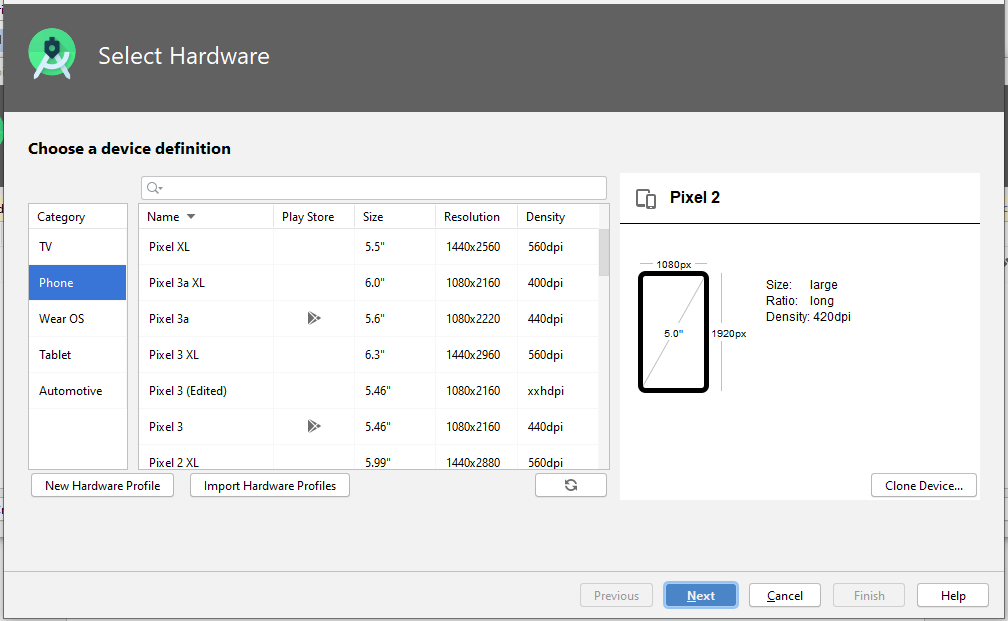 Select Hardware
Choose a device definition
Category
TV
Phone
Wear OS
Tablet
Automotive
Name Play Store Size Resolution Density
Pixel XL 5.5" 1440x2560 560dpi
Pixel 3a XL 6.0" 1080x2160 400dpi
Pixel 3a 5.6" 1080x2220 440dpi
Pixel 3 XL 6.3" 1440x2960 560dpi
Pixel 3 (Edited) 5.46" 1080x2160 xxhdpi
Pixel 3 5.46" 1080x2160 440dpi
Pixel 2 XL 5.99" 1440x2880 560dpi
New Hardware Profile Import Hardware Profiles
Pixel 2
1080px
5.0"
1920px
Size: large
Ratio: long
Density: 420dpi
Clone Device...
Previous Next Cancel Finish Help